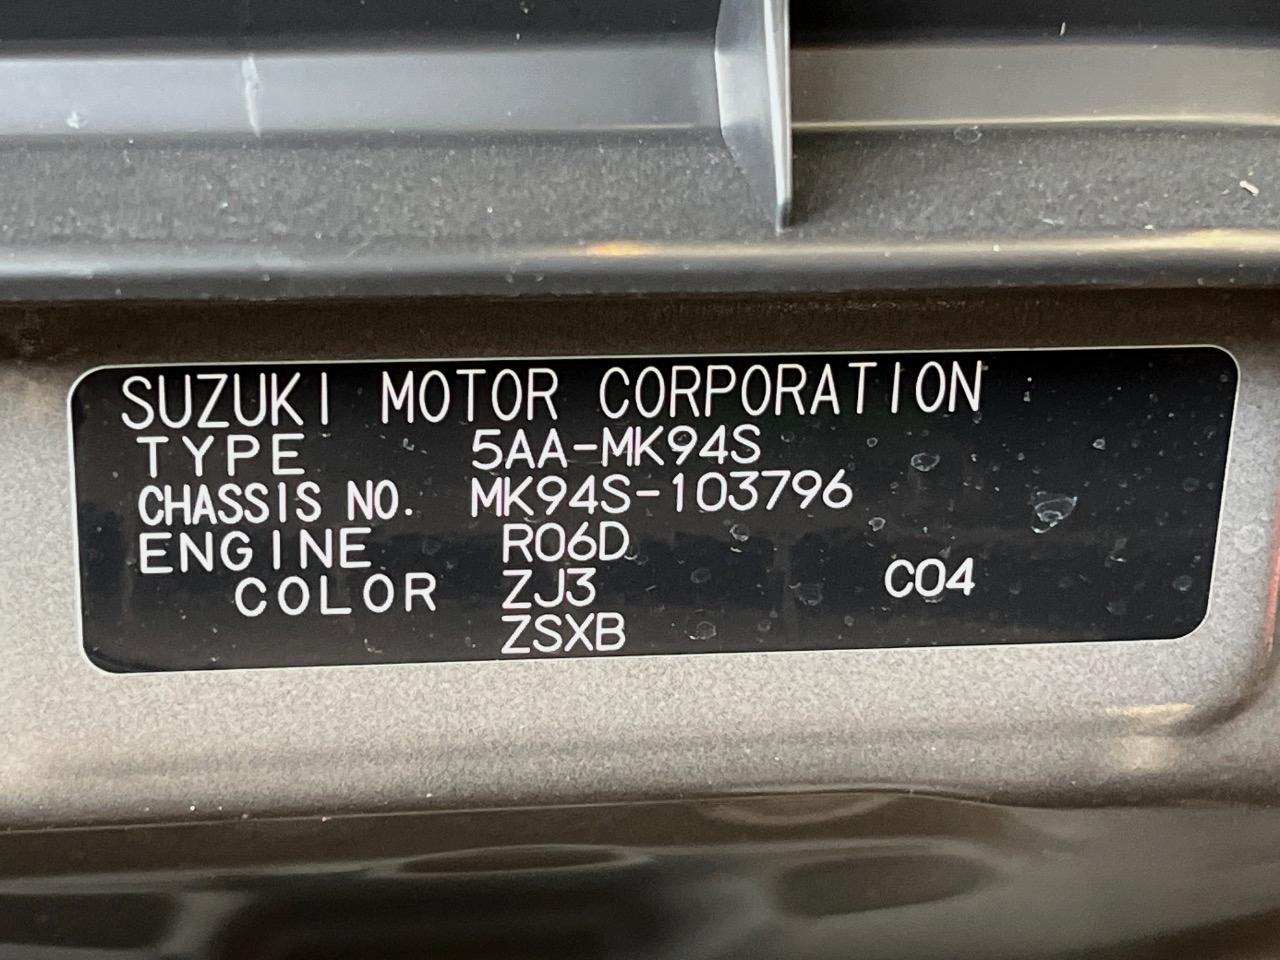 SUZUKI MOTOR CORPORATION
TYPE 5AA-MK94S
CHASSIS NO. MK94S-103796
ENGINE R06D
COLOR ZJ3 C04
ZSXB